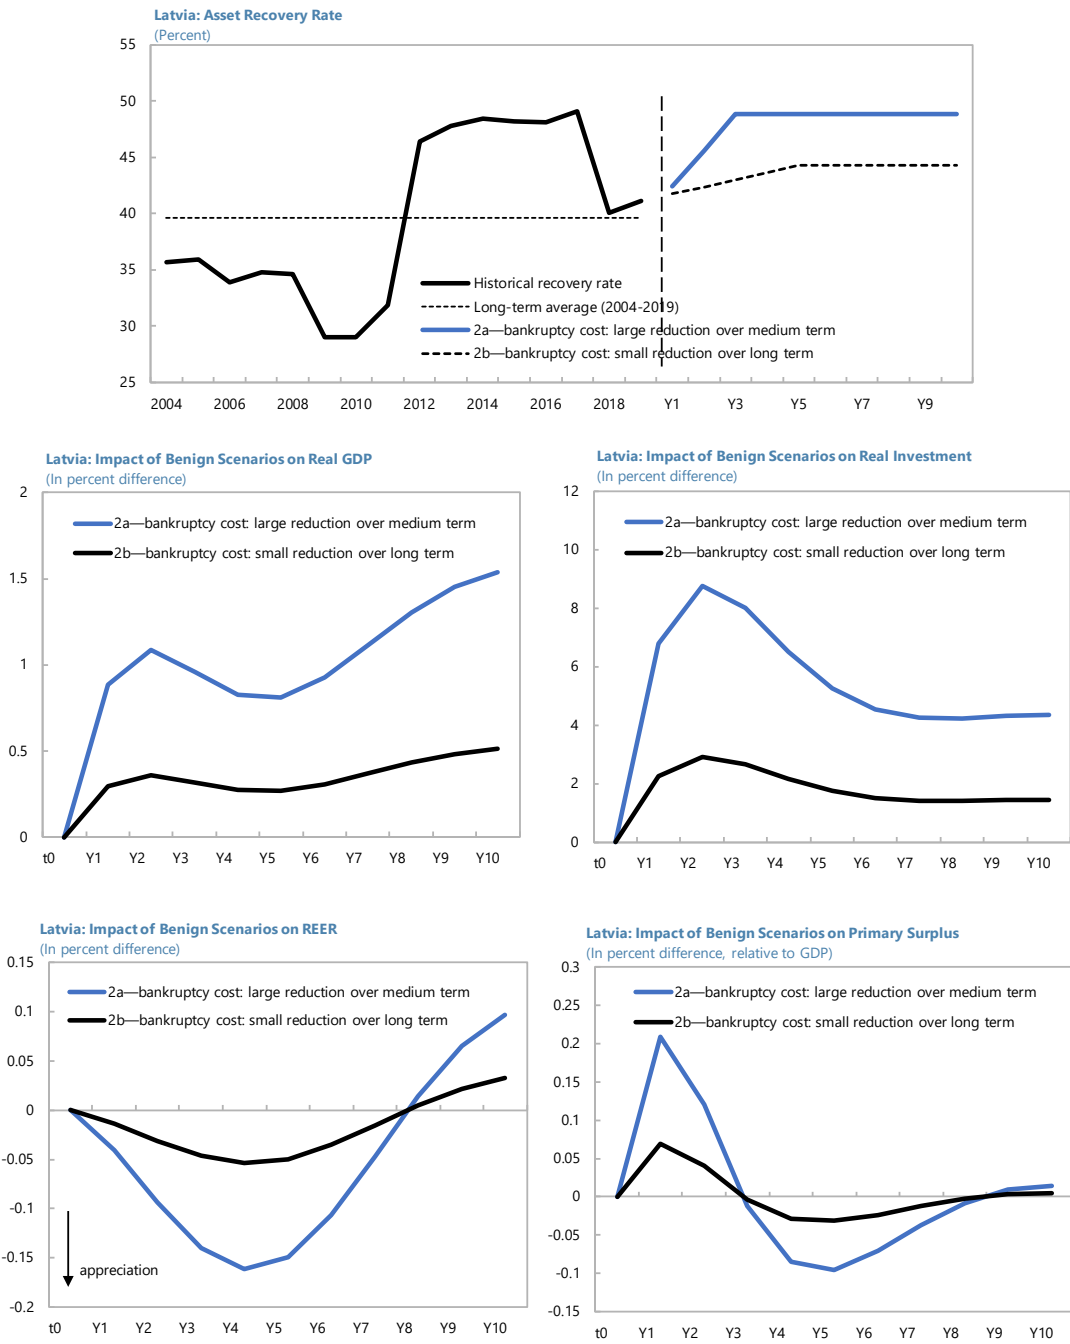 Latvia: Asset Recovery Rate
(Percent)
55
50
45
40
35
30
25
Historical recovery rate
Long-term average (2004-2019)
2a—bankruptcy cost: large reduction over medium term
2b—bankruptcy cost: small reduction over long term
2004 2006 2008 2010 2012 2014 2016 2018 Y1 Y3 Y5 Y7 Y9
Latvia: Impact of Benign Scenarios on Real GDP
(In percent difference)
2
1.5
1
0.5
0
2a—bankruptcy cost: large reduction over medium term
2b—bankruptcy cost: small reduction over long term
t0 Y1 Y2 Y3 Y4 Y5 Y6 Y7 Y8 Y9 Y10
Latvia: Impact of Benign Scenarios on Real Investment
(In percent difference)
12
10
8
6
4
2
0
2a—bankruptcy cost: large reduction over medium term
2b—bankruptcy cost: small reduction over long term
t0 Y1 Y2 Y3 Y4 Y5 Y6 Y7 Y8 Y9 Y10
Latvia: Impact of Benign Scenarios on REER
(In percent difference)
0.15
0.1
0.05
0
-0.05
-0.1
-0.15
-0.2
2a—bankruptcy cost: large reduction over medium term
2b—bankruptcy cost: small reduction over long term
appreciation
t0 Y1 Y2 Y3 Y4 Y5 Y6 Y7 Y8 Y9 Y10
Latvia: Impact of Benign Scenarios on Primary Surplus
(In percent difference, relative to GDP)
0.3
0.25
0.2
0.15
0.1
0.05
0
-0.05
-0.1
-0.15
2a—bankruptcy cost: large reduction over medium term
2b—bankruptcy cost: small reduction over long term
t0 Y1 Y2 Y3 Y4 Y5 Y6 Y7 Y8 Y9 Y10